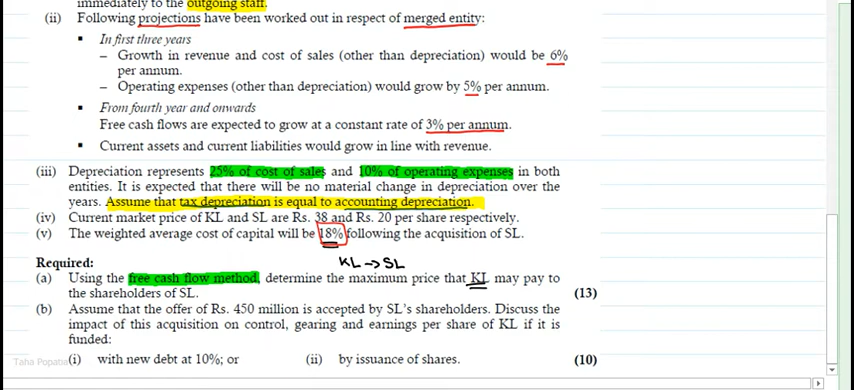 immediately to the outgoing staff.
(ii) Following projections have been worked out in respect of merged entity:
▪ In first three years
– Growth in revenue and cost of sales (other than depreciation) would be 6%
per annum.
– Operating expenses (other than depreciation) would grow by 5% per annum.
▪ From fourth year and onwards
Free cash flows are expected to grow at a constant rate of 3% per annum.
▪ Current assets and current liabilities would grow in line with revenue.
(iii) Depreciation represents 25% of cost of sales and 10% of operating expenses in both
entities. It is expected that there will be no material change in depreciation over the
years. Assume that tax depreciation is equal to accounting depreciation.
(iv) Current market price of KL and SL are Rs. 38 and Rs. 20 per share respectively.
(v) The weighted average cost of capital will be 18% following the acquisition of SL.
KL → SL
Required:
(a) Using the free cash flow method, determine the maximum price that KL may pay to
the shareholders of SL. (13)
(b) Assume that the offer of Rs. 450 million is accepted by SL's shareholders. Discuss the
impact of this acquisition on control, gearing and earnings per share of KL if it is
funded:
Taha Popatia (i) with new debt at 10%; or (ii) by issuance of shares. (10)